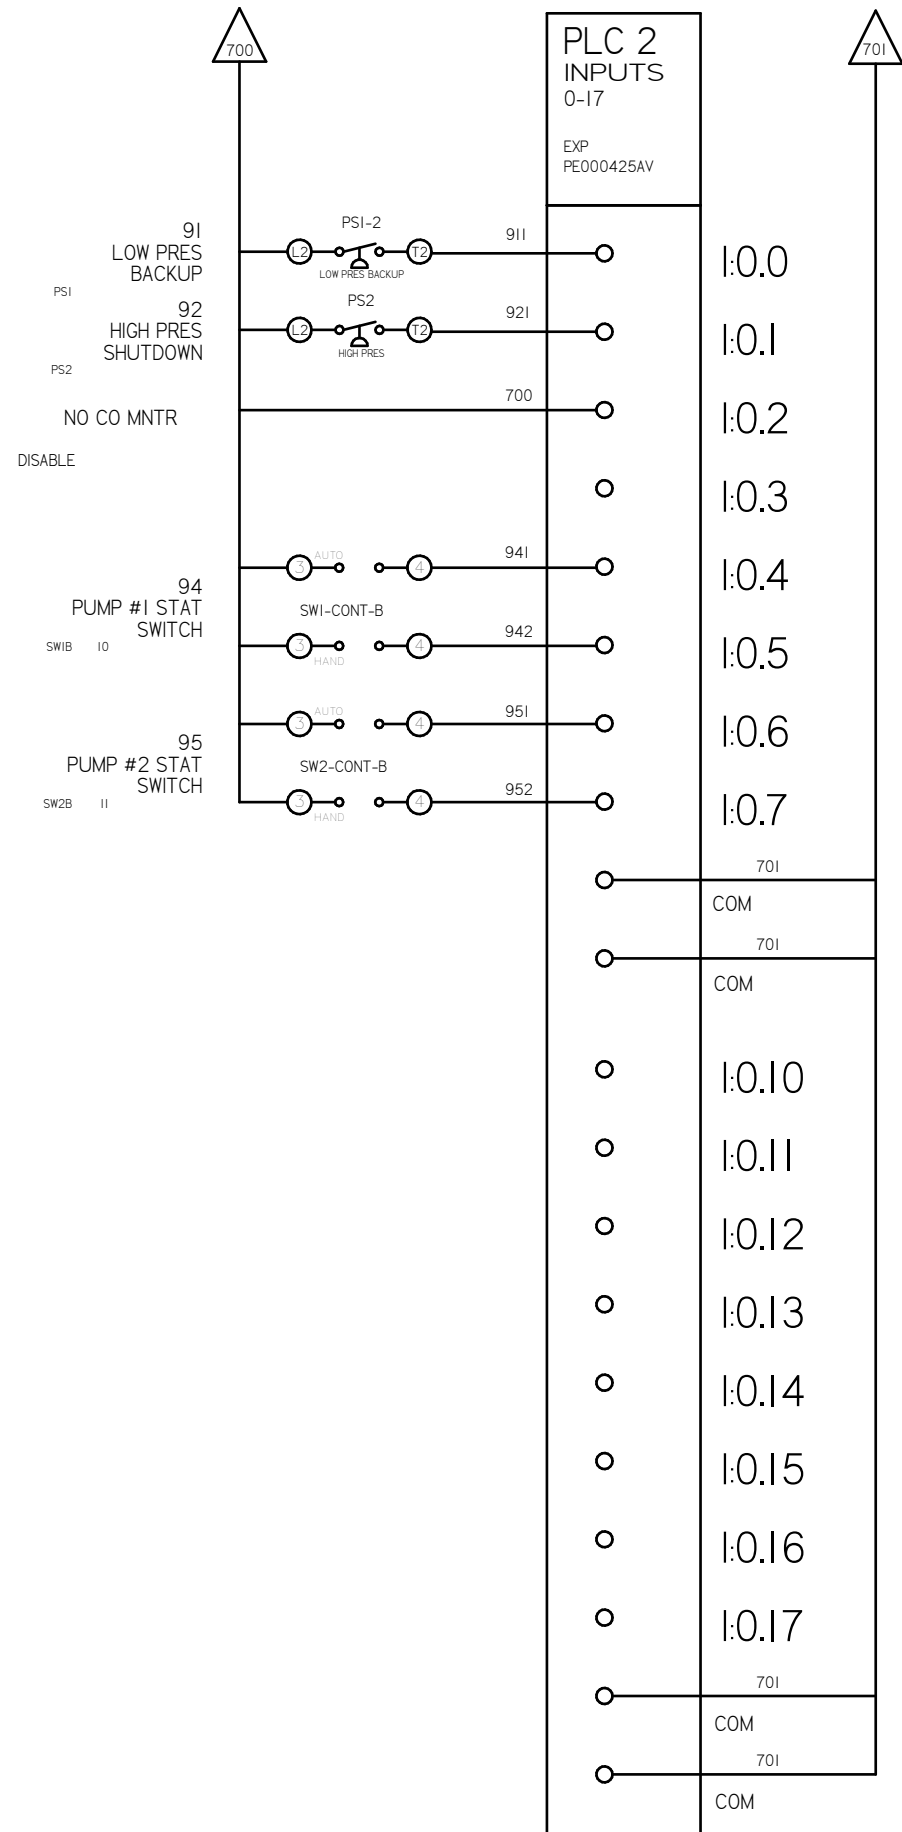 700
PLC 2
INPUTS
0-17
EXP
PE000425AV
701
91
LOW PRES
BACKUP
PS1
L2
PS1-2
T2
LOW PRES BACKUP
911
I:0.0
92
HIGH PRES
SHUTDOWN
PS2
L2
PS2
T2
HIGH PRES
921
I:0.1
NO CO MNTR
DISABLE
700
I:0.2
I:0.3
94
PUMP #1 STAT
SWITCH
SW1B 10
3
AUTO
4
941
I:0.4
SW1-CONT-B
3
HAND
4
942
I:0.5
95
PUMP #2 STAT
SWITCH
SW2B 11
3
AUTO
4
951
I:0.6
SW2-CONT-B
3
HAND
4
952
I:0.7
701
COM
701
COM
I:0.10
I:0.11
I:0.12
I:0.13
I:0.14
I:0.15
I:0.16
I:0.17
701
COM
701
COM